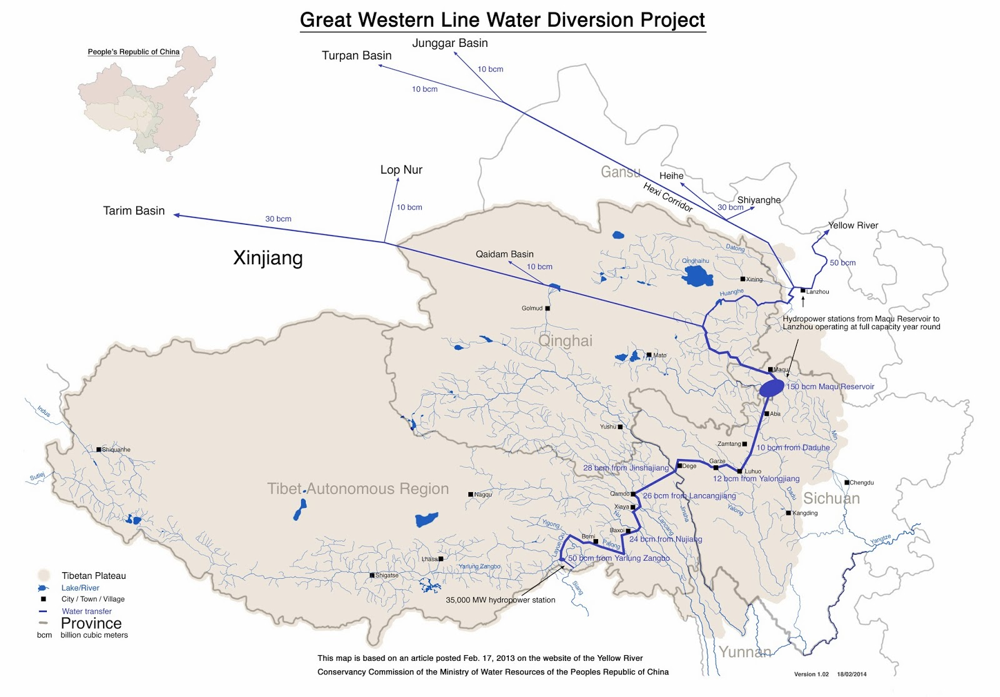 Great Western Line Water Diversion Project
People's Republic of China
Junggar Basin
Turpan Basin
10 bcm
10 bcm
Lop Nur
10 bcm
Tarim Basin
30 bcm
Xinjiang
Gansu
Heihe
Hexi Corridor
Shiyanghe
30 bcm
Yellow River
50 bcm
Qaidam Basin
10 bcm
Datong
Qinghaihu
Xining
Huanghe
Lanzhou
Golmud
Hydropower stations from Maqu Reservoir to
Lanzhou operating at full capacity year round
Qinghai
Mato
Maqu
150 bcm Maqu Reservoir
Indus
Aba
Yushu
Min
Shiquanhe
Zamtang
10 bcm from Daduhe
Sutlej
28 bcm from Jinshajiang
Dege
Garze
Luhuo
12 bcm from Yalongjiang
Chengdu
Tibet Autonomous Region
Nagqu
Qamdo
26 bcm from Lancangjiang
Dadu
Sichuan
Xiaya
Jinsha
Yalong
Kangding
Nu
Lancang
Yigong
Baxoi
Bomi
24 bcm from Nujiang
Yangtze
Pajong
50 bcm from Yarlung Zangbo
Lhasa
Yarlung Zangbo
Shigatse
Siang
35,000 MW hydropower station
Tibetan Plateau
Lake/River
City / Town / Village
Water transfer
Province
bcm billion cubic meters
Yunnan
This map is based on an article posted Feb. 17, 2013 on the website of the Yellow River
Conservancy Commission of the Ministry of Water Resources of the Peoples Republic of China
Version 1.02 18/02/2014